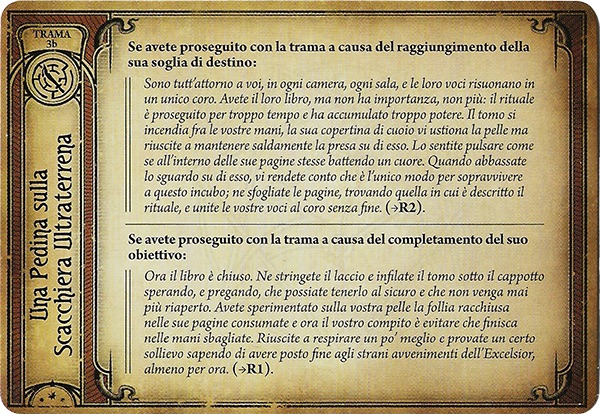 TRAMA
3b
Una Pedina sulla
Scacchiera Ultraterrena
Se avete proseguito con la trama a causa del raggiungimento della
sua soglia di destino:
Sono tutt'attorno a voi, in ogni camera, ogni sala, e le loro voci risuonano in
un unico coro. Avete il loro libro, ma non ha importanza, non più: il rituale
è proseguito per troppo tempo e ha accumulato troppo potere. Il tomo si
incendia fra le vostre mani, la sua copertina di cuoio vi ustiona la pelle ma
riuscite a mantenere saldamente la presa su di esso. Lo sentite pulsare come
se all'interno delle sue pagine stesse battendo un cuore. Quando abbassate
lo sguardo su di esso, vi rendete conto che è l'unico modo per sopravvivere
a questo incubo; ne sfogliate le pagine, trovando quella in cui è descritto il
rituale, e unite le vostre voci al coro senza fine. (→R2).
Se avete proseguito con la trama a causa del completamento del suo
obiettivo:
Ora il libro è chiuso. Ne stringete il laccio e infilate il tomo sotto il cappotto
sperando, e pregando, che possiate tenerlo al sicuro e che non venga mai
più riaperto. Avete sperimentato sulla vostra pelle la follia racchiusa
nelle sue pagine consumate e ora il vostro compito è evitare che finisca
nelle mani sbagliate. Riuscite a respirare un po' meglio e provate un certo
sollievo sapendo di avere posto fine agli strani avvenimenti dell'Excelsior,
almeno per ora. (→R1).